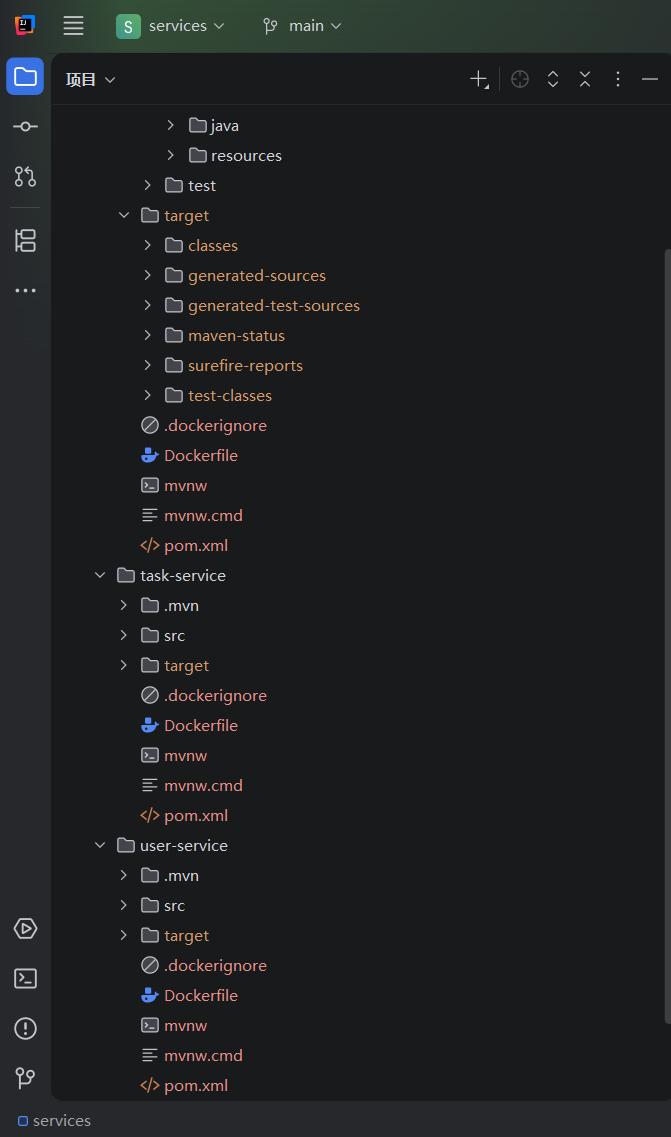 services main
项目
java
resources
test
target
classes
generated-sources
generated-test-sources
maven-status
surefire-reports
test-classes
.dockerignore
Dockerfile
mvnw
mvnw.cmd
</> pom.xml
task-service
.mvn
src
target
.dockerignore
Dockerfile
mvnw
mvnw.cmd
</> pom.xml
user-service
.mvn
src
target
.dockerignore
Dockerfile
mvnw
mvnw.cmd
</> pom.xml
services